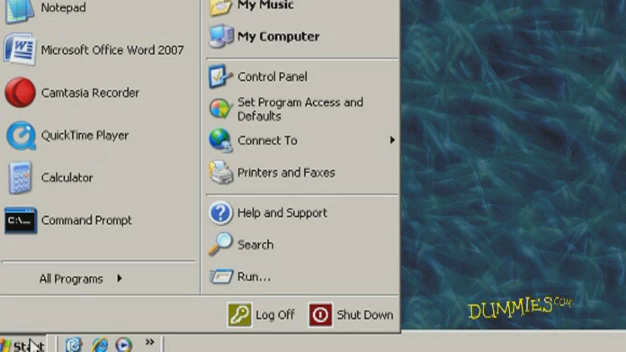 Notepad
Microsoft Office Word 2007
Camtasia Recorder
QuickTime Player
Calculator
C:\_
Command Prompt
All Programs
My Music
My Computer
Control Panel
Set Program Access and
Defaults
Connect To
Printers and Faxes
Help and Support
Search
Run...
Log Off
Shut Down
DUMMIES.COM
Start